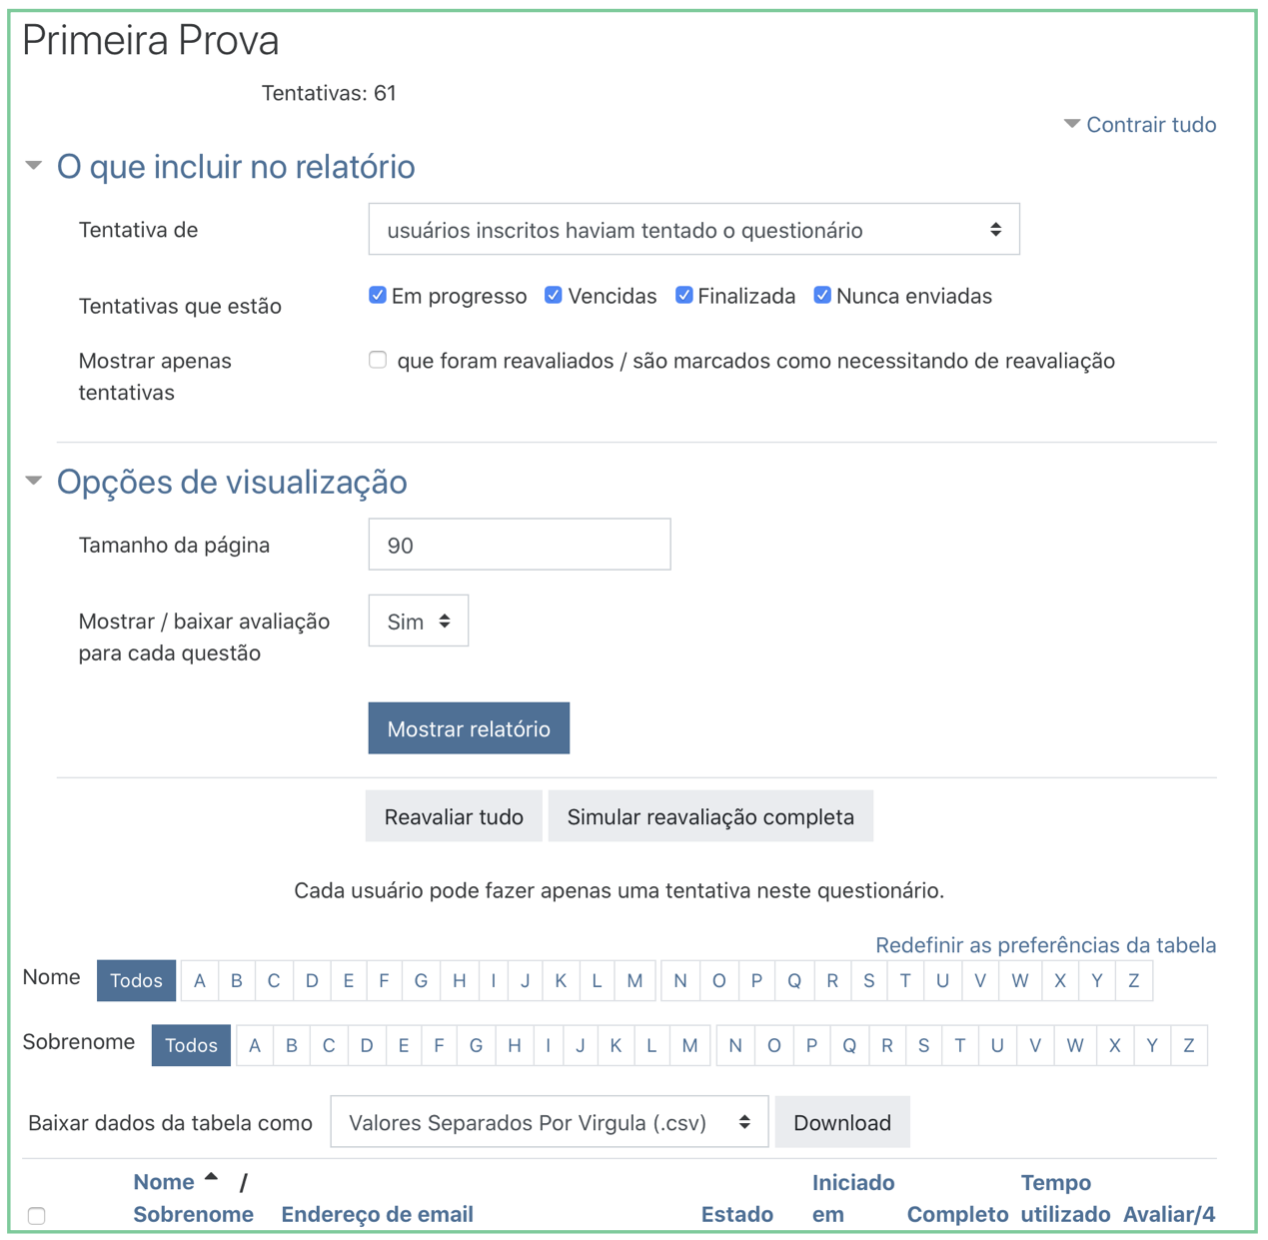 Primeira Prova
Tentativas: 61
Contrair tudo
O que incluir no relatório
Tentativa de
usuários inscritos haviam tentado o questionário
Tentativas que estão
Em progresso Vencidas Finalizada Nunca enviadas
Mostrar apenas
tentativas
que foram reavaliados / são marcados como necessitando de reavaliação
Opções de visualização
Tamanho da página
90
Mostrar / baixar avaliação
para cada questão
Sim
Mostrar relatório
Reavaliar tudo Simular reavaliação completa
Cada usuário pode fazer apenas uma tentativa neste questionário.
Redefinir as preferências da tabela
Nome Todos A B C D E F G H I J K L M N O P Q R S T U V W X Y Z
Sobrenome Todos A B C D E F G H I J K L M N O P Q R S T U V W X Y Z
Baixar dados da tabela como Valores Separados Por Virgula (.csv) Download
Nome /
Sobrenome
Endereço de email
Estado
Iniciado
em
Completo
Tempo
utilizado
Avaliar/4